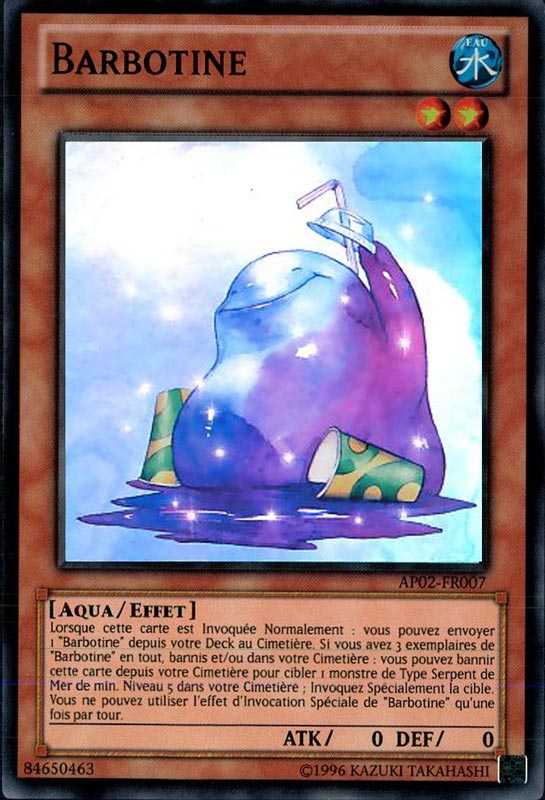 BARBOTINE
EAU
水
AP02-FR007
[AQUA/EFFET]
Lorsque cette carte est Invoquée Normalement : vous pouvez envoyer
1 "Barbotine" depuis votre Deck au Cimetière. Si vous avez 3 exemplaires de
"Barbotine" en tout, bannis et/ou dans votre Cimetière : vous pouvez bannir
cette carte depuis votre Cimetière pour cibler 1 monstre de Type Serpent de
Mer de min. Niveau 5 dans votre Cimetière ; Invoquez Spécialement la cible.
Vous ne pouvez utiliser l'effet d'Invocation Spéciale de "Barbotine" qu'une
fois par tour.
ATK/ 0 DEF/ 0
84650463
©1996 KAZUKI TAKAHASHI